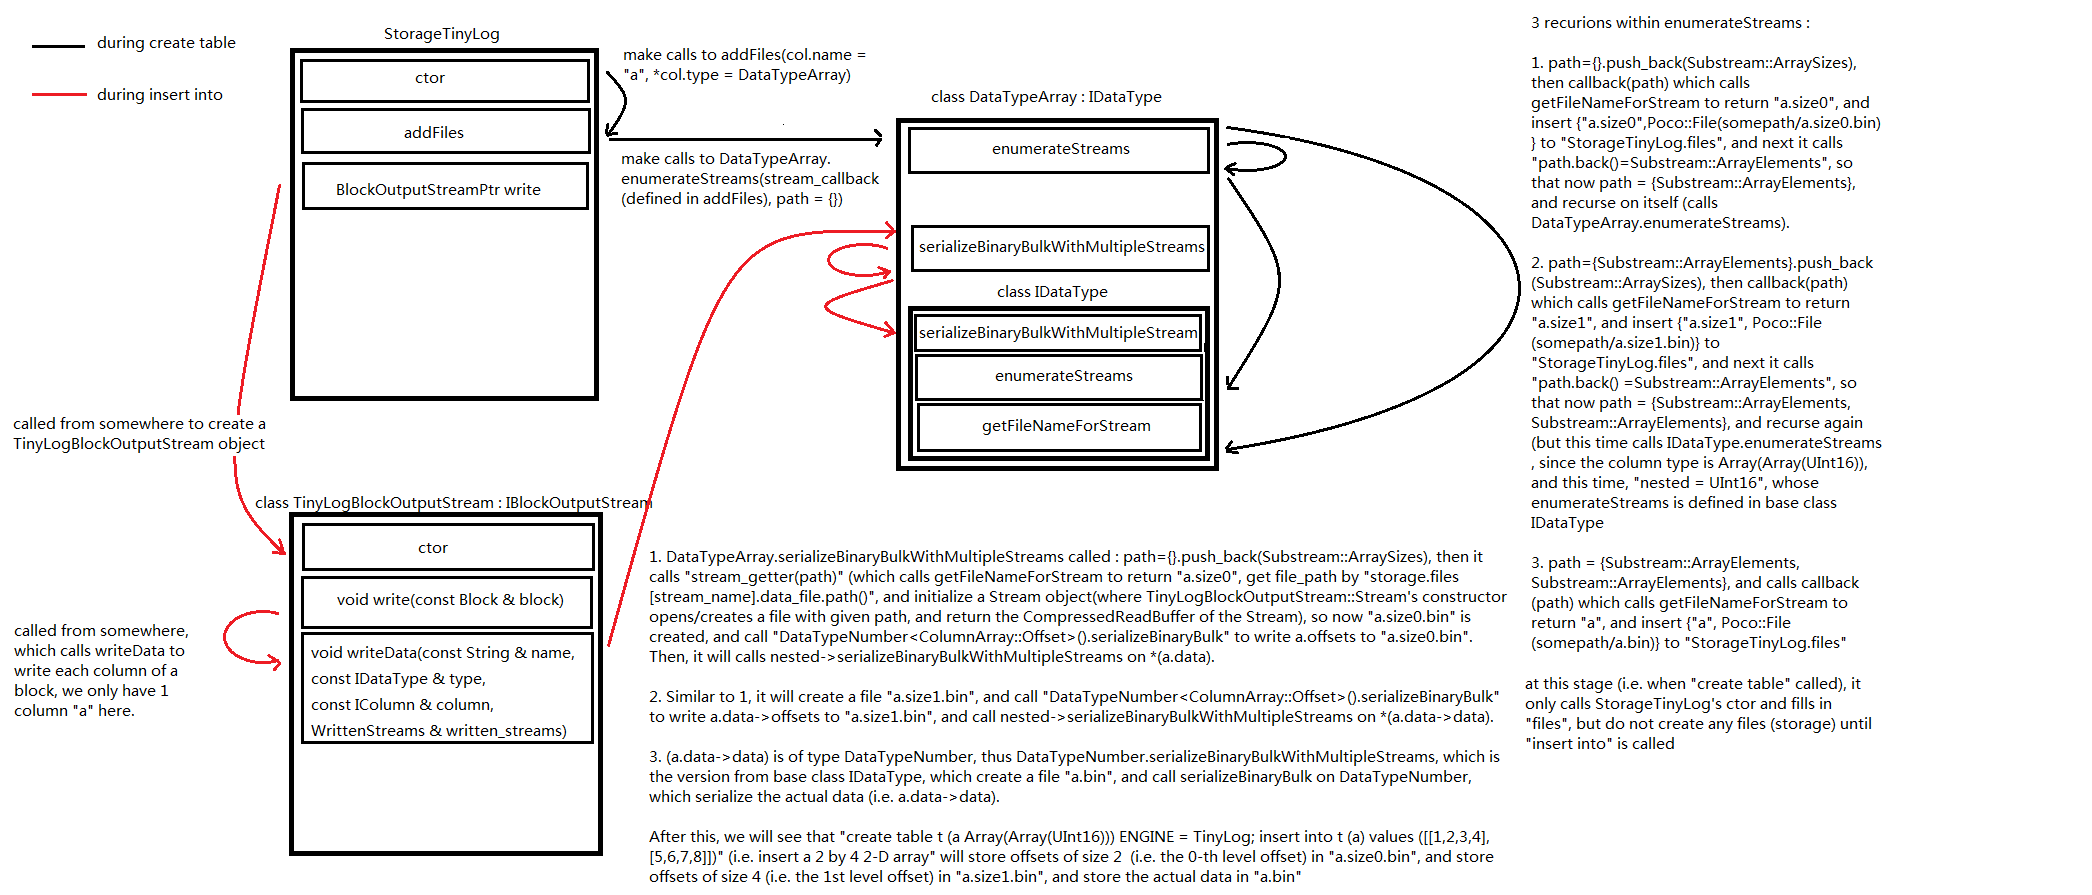 during create table
during insert into
StorageTinyLog
ctor
addFiles
BlockOutputStreamPtr write
make calls to addFiles(col.name =
"a", *col.type = DataTypeArray)
make calls to DataTypeArray.
enumerateStreams(stream_callback
(defined in addFiles), path = {})
class DataTypeArray : IDataType
enumerateStreams
serializeBinaryBulkWithMultipleStreams
class IDataType
serializeBinaryBulkWithMultipleStream
enumerateStreams
getFileNameForStream
called from somewhere to create a
TinyLogBlockOutputStream object
class TinyLogBlockOutputStream : IBlockOutputStream
ctor
void write(const Block & block)
void writeData(const String & name,
const IDataType & type,
const IColumn & column,
WrittenStreams & written_streams)
called from somewhere,
which calls writeData to
write each column of a
block, we only have 1
column "a" here.
1. DataTypeArray.serializeBinaryBulkWithMultipleStreams called : path={}.push_back(Substream::ArraySizes), then it
calls "stream_getter(path)" (which calls getFileNameForStream to return "a.size0", get file_path by "storage.files
[stream_name].data_file.path()", and initialize a Stream object(where TinyLogBlockOutputStream::Stream's constructor
opens/creates a file with given path, and return the CompressedReadBuffer of the Stream), so now "a.size0.bin" is
created, and call "DataTypeNumber<ColumnArray::Offset>().serializeBinaryBulk" to write a.offsets to "a.size0.bin".
Then, it will calls nested->serializeBinaryBulkWithMultipleStreams on *(a.data).
2. Similar to 1, it will create a file "a.size1.bin", and call "DataTypeNumber<ColumnArray::Offset>().serializeBinaryBulk"
to write a.data->offsets to "a.size1.bin", and call nested->serializeBinaryBulkWithMultipleStreams on *(a.data->data).
3. (a.data->data) is of type DataTypeNumber, thus DataTypeNumber.serializeBinaryBulkWithMultipleStreams, which is
the version from base class IDataType, which create a file "a.bin", and call serializeBinaryBulk on DataTypeNumber,
which serialize the actual data (i.e. a.data->data).
After this, we will see that "create table t (a Array(Array(UInt16))) ENGINE = TinyLog; insert into t (a) values ([[1,2,3,4],
[5,6,7,8]])" (i.e. insert a 2 by 4 2-D array" will store offsets of size 2 (i.e. the 0-th level offset) in "a.size0.bin", and store
offsets of size 4 (i.e. the 1st level offset) in "a.size1.bin", and store the actual data in "a.bin"
3 recurions within enumerateStreams :
1. path={}.push_back(Substream::ArraySizes),
then callback(path) which calls
getFileNameForStream to return "a.size0", and
insert {"a.size0",Poco::File(somepath/a.size0.bin)
} to "StorageTinyLog.files", and next it calls
"path.back()=Substream::ArrayElements", so
that now path = {Substream::ArrayElements},
and recurse on itself (calls
DataTypeArray.enumerateStreams).
2. path={Substream::ArrayElements}.push_back
(Substream::ArraySizes), then callback(path)
which calls getFileNameForStream to return
"a.size1", and insert {"a.size1", Poco::File
(somepath/a.size1.bin)} to
"StorageTinyLog.files", and next it calls
"path.back() =Substream::ArrayElements", so
that now path = {Substream::ArrayElements,
Substream::ArrayElements}, and recurse again
(but this time calls IDataType.enumerateStreams
, since the column type is Array(Array(UInt16)),
and this time, "nested = UInt16", whose
enumerateStreams is defined in base class
IDataType
3. path = {Substream::ArrayElements,
Substream::ArrayElements}, and calls callback
(path) which calls getFileNameForStream to
return "a", and insert {"a", Poco::File
(somepath/a.bin)} to "StorageTinyLog.files"
at this stage (i.e. when "create table" called), it
only calls StorageTinyLog's ctor and fills in
"files", but do not create any files (storage) until
"insert into" is called